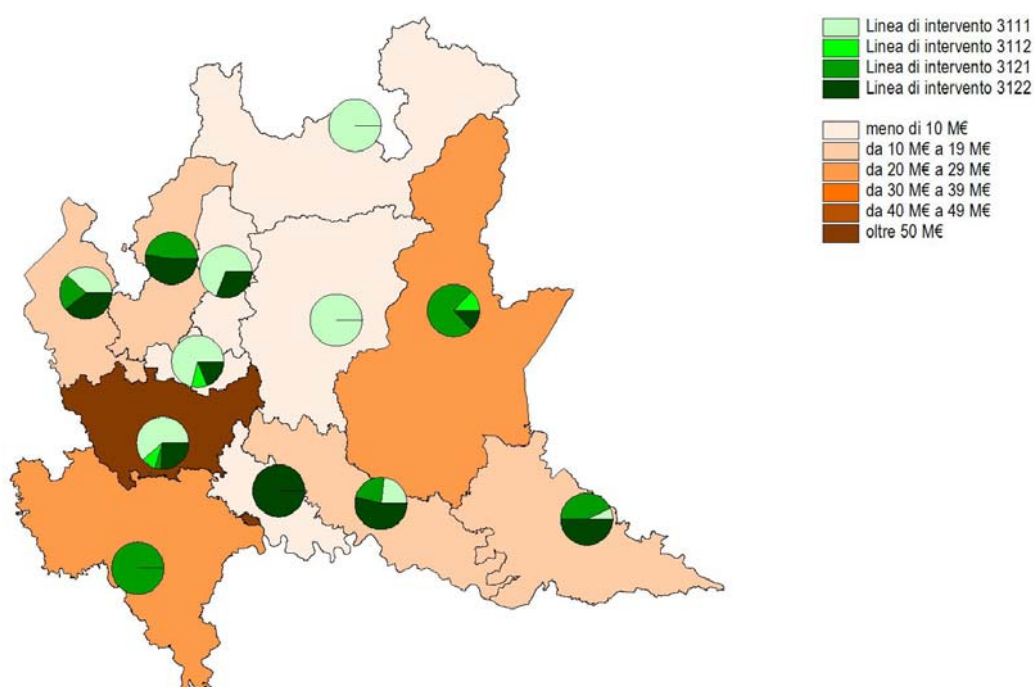 Linea di intervento 3111
Linea di intervento 3112
Linea di intervento 3121
Linea di intervento 3122
meno di 10 M€
da 10 M€ a 19 M€
da 20 M€ a 29 M€
da 30 M€ a 39 M€
da 40 M€ a 49 M€
oltre 50 M€